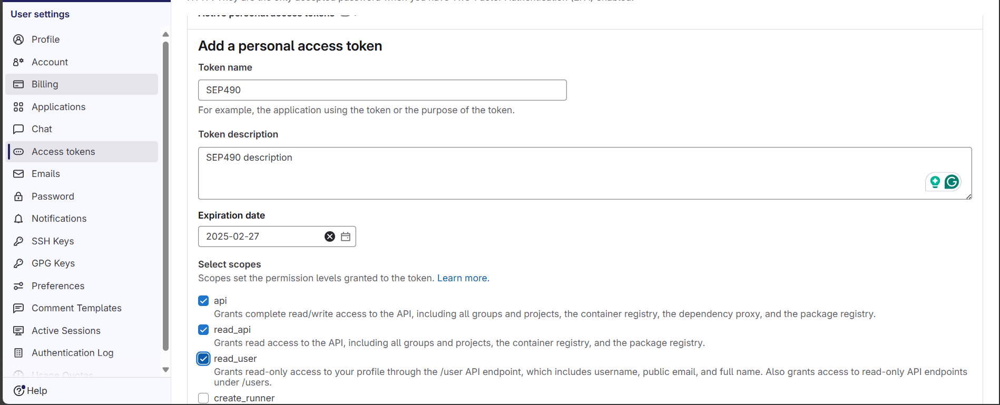 User settings
Profile
Account
Billing
Applications
Chat
Access tokens
Emails
Password
Notifications
SSH Keys
GPG Keys
Preferences
Comment Templates
Active Sessions
Authentication Log
Usage Quotas
Help
Active personal access tokens
Add a personal access token
Token name
SEP490
For example, the application using the token or the purpose of the token.
Token description
SEP490 description
Expiration date
2025-02-27
Select scopes
Scopes set the permission levels granted to the token. Learn more.
api
Grants complete read/write access to the API, including all groups and projects, the container registry, the dependency proxy, and the package registry.
read_api
Grants read access to the API, including all groups and projects, the container registry, and the package registry.
read_user
Grants read-only access to your profile through the /user API endpoint, which includes username, public email, and full name. Also grants access to read-only API endpoints
under /users.
create_runner